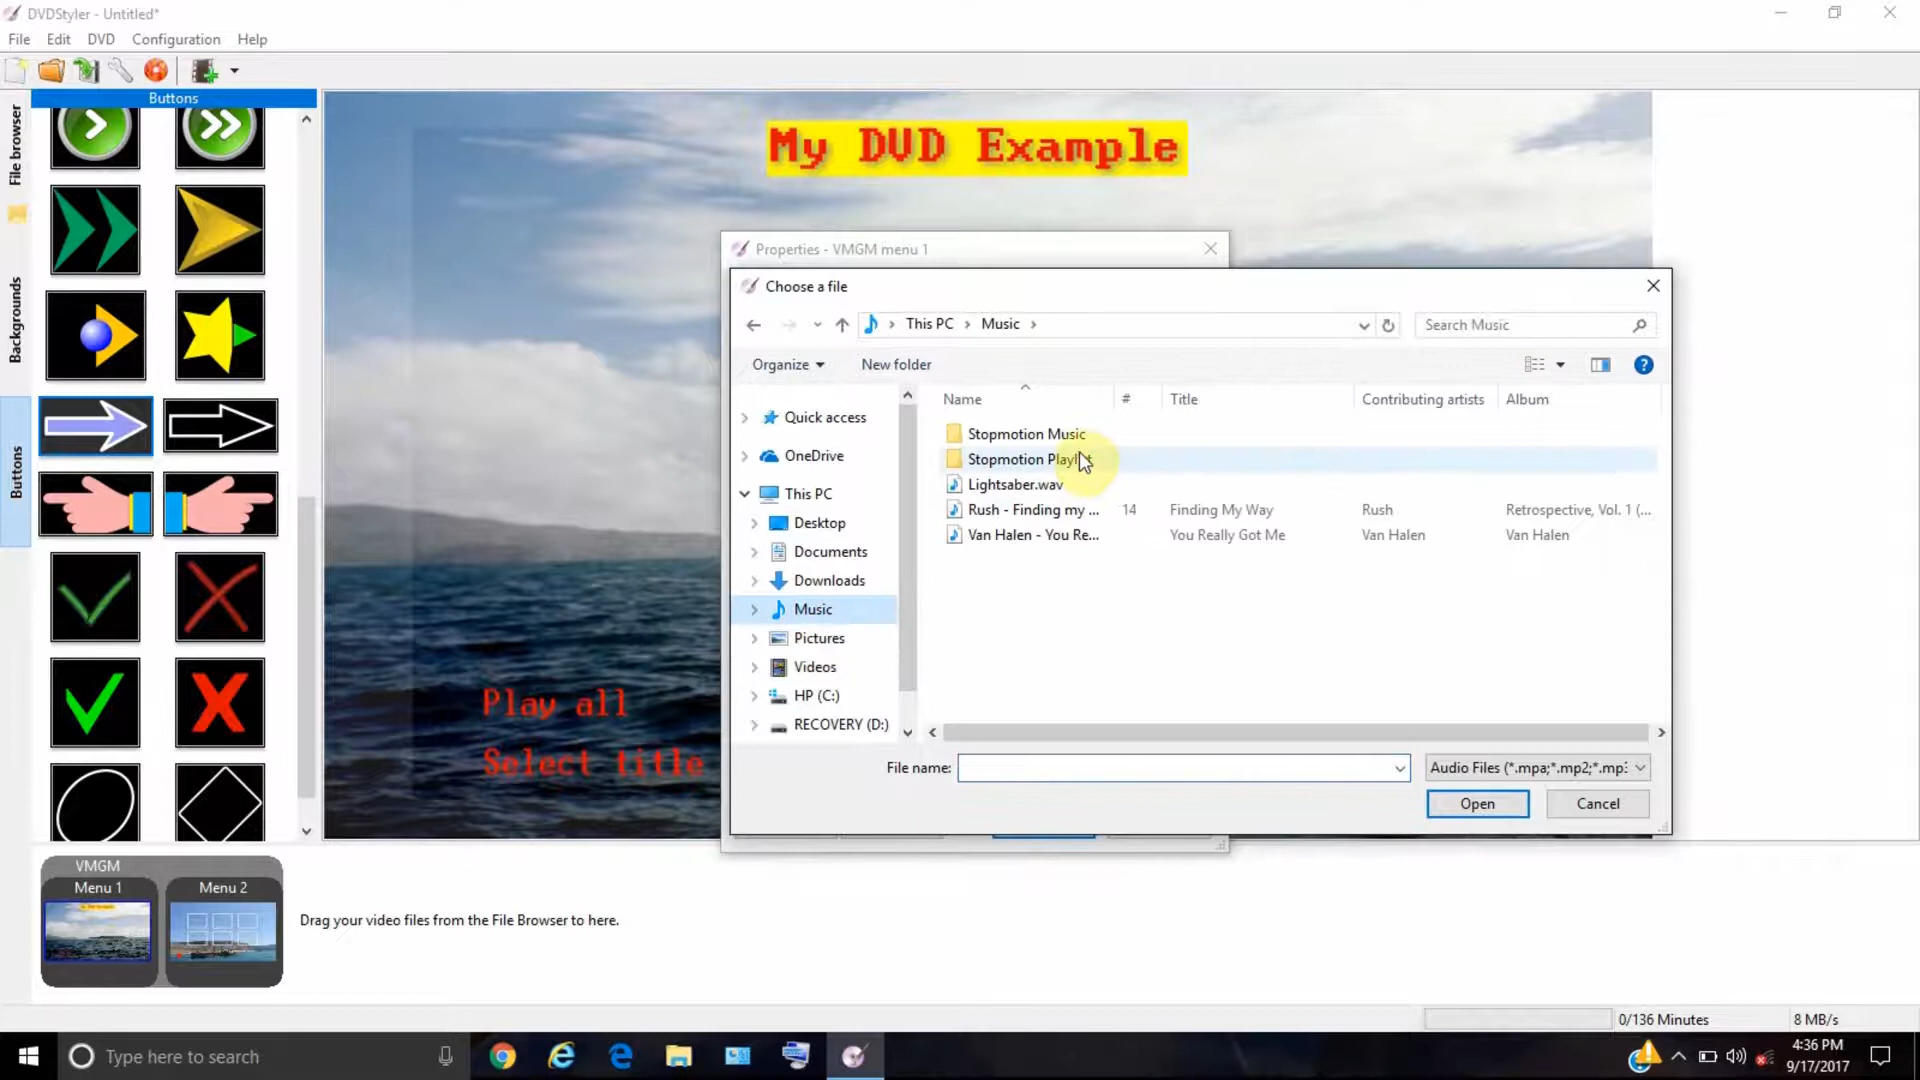 DVDStyler - Untitled*
File Edit DVD Configuration Help
File browser
Backgrounds
Buttons
Buttons
My DVD Example
Play all
Select title
Properties - VMGM menu 1
Choose a file
This PC > Music >
Search Music
Organize New folder
Name # Title Contributing artists Album
Quick access
OneDrive
This PC
Desktop
Documents
Downloads
Music
Pictures
Videos
HP (C:)
RECOVERY (D:)
Stopmotion Music
Stopmotion
Lightsaber.wav
Rush - Finding my ... 14 Finding My Way Rush Retrospective, Vol. 1 (...
Van Halen - You Re... You Really Got Me Van Halen Van Halen
File name:
Audio Files (*.mpa;*.mp2;*.mp3
Open Cancel
VMGM
Menu 1 Menu 2
Drag your video files from the File Browser to here.
0/136 Minutes 8 MB/s
Type here to search
4:36 PM
9/17/2017